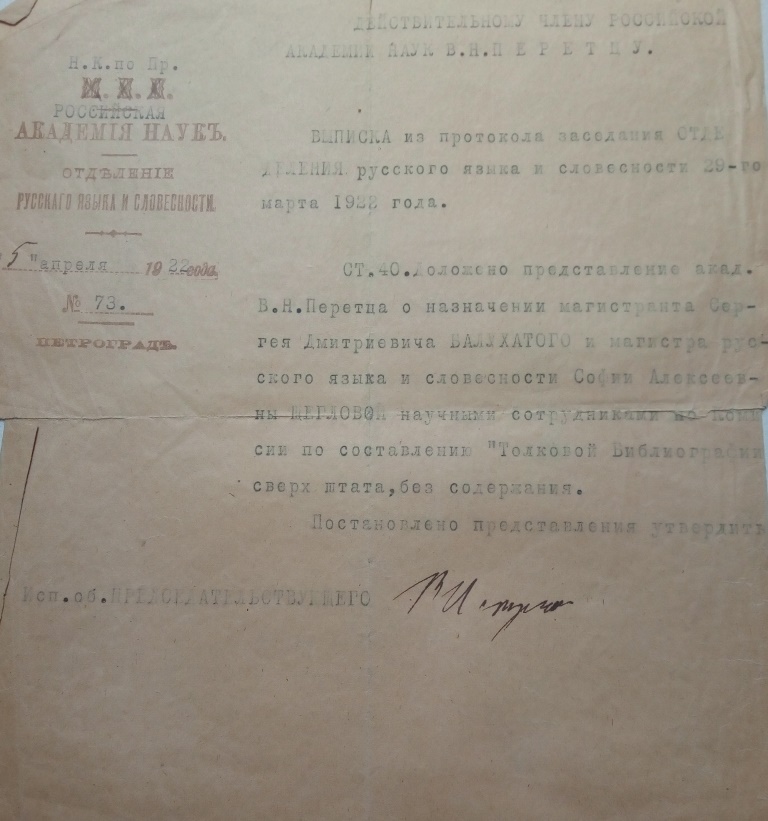 ДЕЙСТВИТЕЛЬНОМУ ЧЛЕНУ РОССИЙСКОЙ
АКАДЕМИИ НАУК В.Н.ПЕРЕТЦУ.
Н.К.по Пр.
РОССИЙСКАЯ
АКАДЕМІЯ НАУКЪ.
ОТДѢЛЕНІЕ
РУССКАГО ЯЗЫКА И СЛОВЕСНОСТИ.
"5" апреля 1922 года.
№ 73.
ПЕТРОГРАДЪ.
ВЫПИСКА из протокола заседания ОТДЕ
ДЕЛЕНИЯ русского языка и словесности 29-го
марта 1922 года.
СТ.40.Доложено представление акад.
В.Н.Перетца о назначении магистранта Сер-
гея Дмитриевича БАЛУХАТОГО и магистра рус-
ского языка и словесности Софии Алексеев-
ны ЩЕГЛОВОЙ научными сотрудниками по Комис
сии по составлению "Толковой Библиографии
сверх штата,без содержания.
Постановлено представления утвердить
Исп.об.ПРЕДСЕДАТЕЛЬСТВУЮЩЕГО